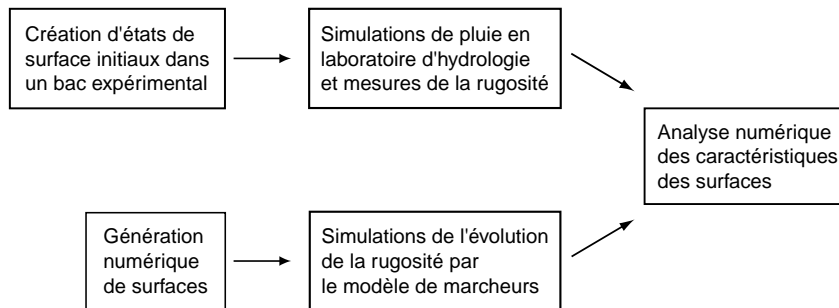 Création d'états de
surface initiaux dans
un bac expérimental
Simulations de pluie en
laboratoire d'hydrologie
et mesures de la rugosité
Analyse numérique
des caractéristiques
des surfaces
Génération
numérique
de surfaces
Simulations de l'évolution
de la rugosité par
le modèle de marcheurs